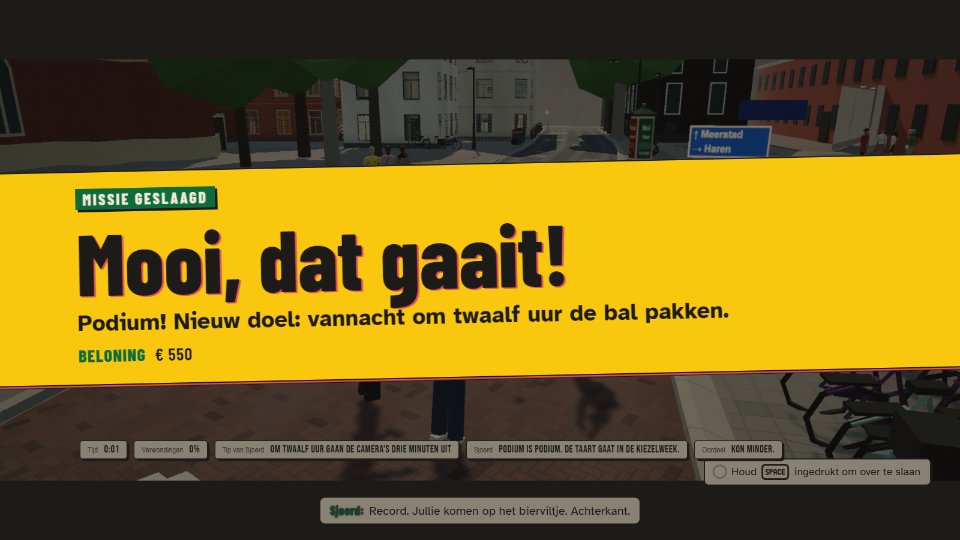 ↑ Meerstad
→ Haren
MISSIE GESLAAGD
Mooi, dat gaait!
Podium! Nieuw doel: vannacht om twaalf uur de bal pakken.
BELONING € 550
Tijd 0:01 Verwondingen 0% Tip van Sjoerd OM TWAALF UUR GAAN DE CAMERA'S DRIE MINUTEN UIT Sjoerd PODIUM IS PODIUM. DE TAART GAAT IN DE KIEZELWEEK. Oordeel KON MINDER.
Houd SPACE ingedrukt om over te slaan
Sjoerd: Record. Jullie komen op het bierviltje. Achterkant.